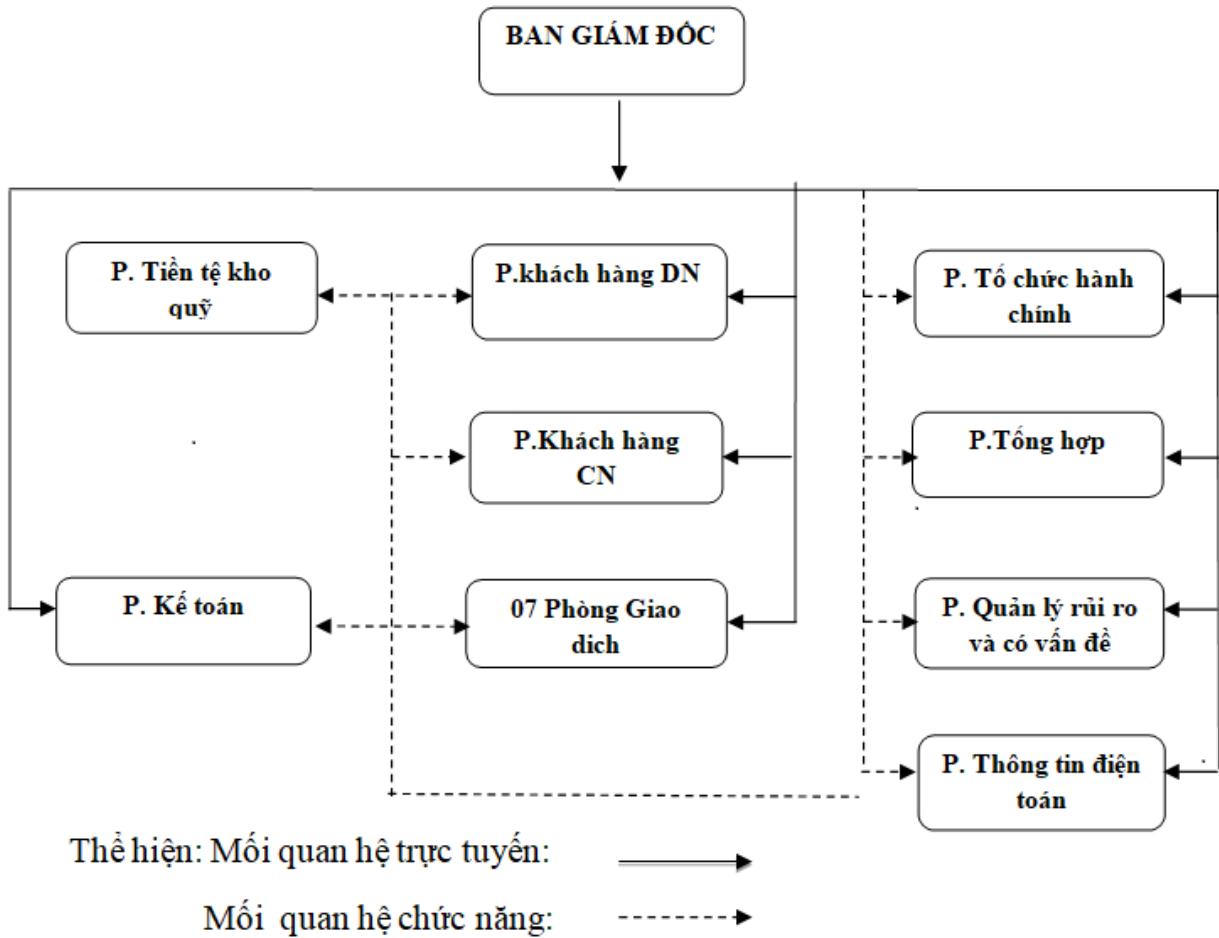 BAN GIÁM ĐỐC
P. Tiền tệ kho
quỹ
P.khách hàng DN
P. Tổ chức hành
chính
P.Khách hàng
CN
P.Tổng hợp
P. Kế toán
07 Phòng Giao
dich
P. Quản lý rủi ro
và có vấn đề
P. Thông tin điện
toán
Thể hiện: Mối quan hệ trực tuyến:
Mối quan hệ chức năng: